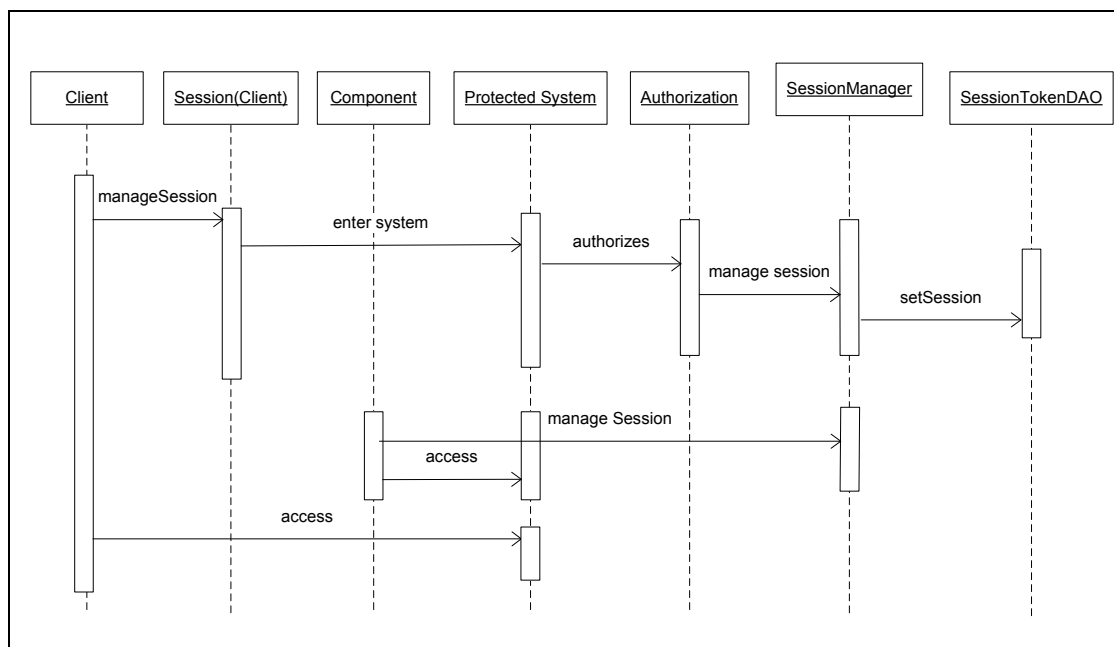 Client
Session(Client)
Component
Protected System
Authorization
SessionManager
SessionTokenDAO
manageSession
enter system
authorizes
manage session
setSession
manage Session
access
access